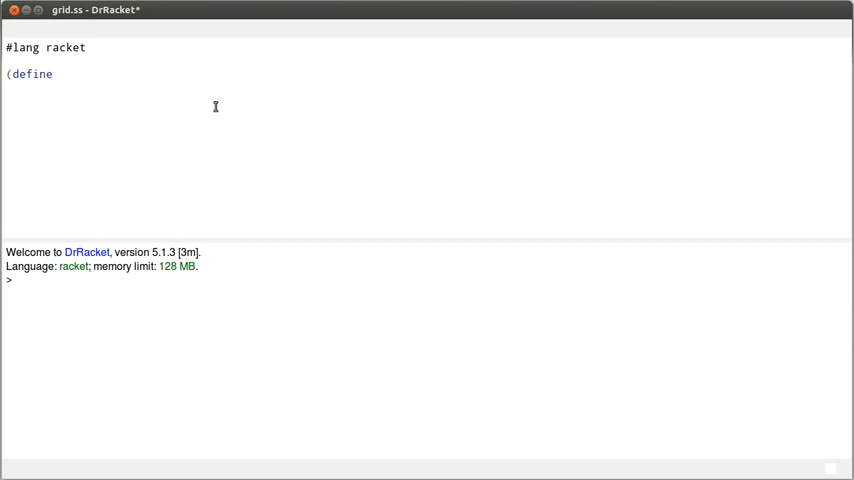 grid.ss - DrRacket*
#lang racket
(define
Welcome to DrRacket, version 5.1.3 [3m].
Language: racket; memory limit: 128 MB.
>